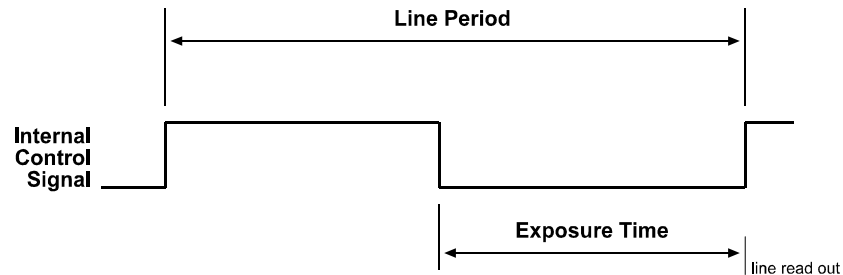 Line Period
Internal
Control
Signal
Exposure Time
line read out